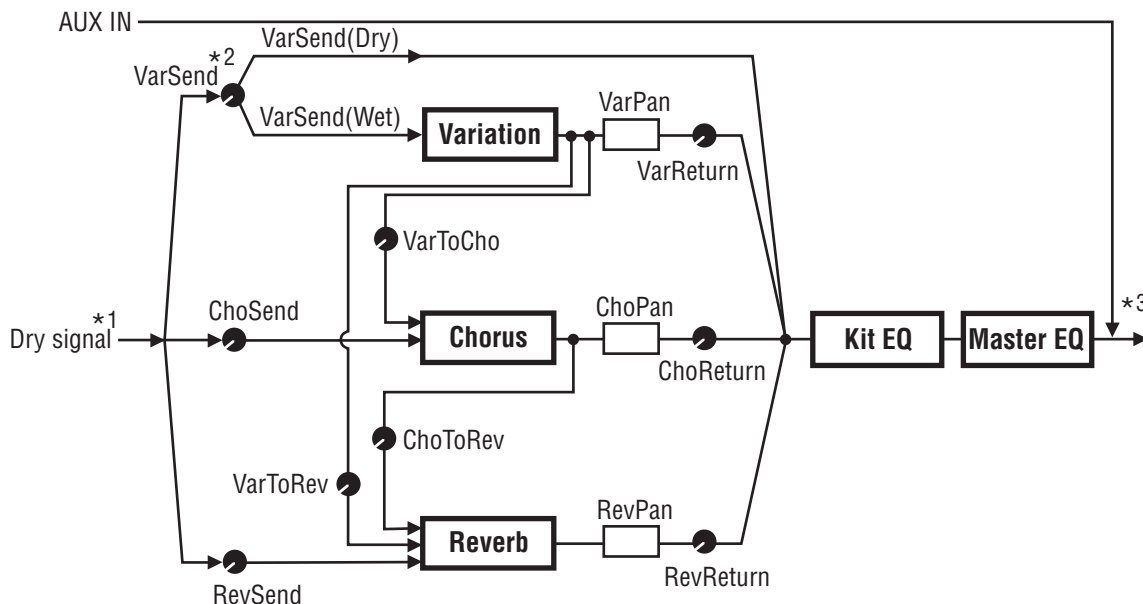 AUX IN
VarSend(Dry)
*2
VarSend
VarSend(Wet)
Variation
VarPan
VarReturn
VarToCho
*1
Dry signal
ChoSend
Chorus
ChoPan
ChoReturn
Kit EQ
Master EQ
*3
ChoToRev
VarToRev
Reverb
RevPan
RevReturn
RevSend